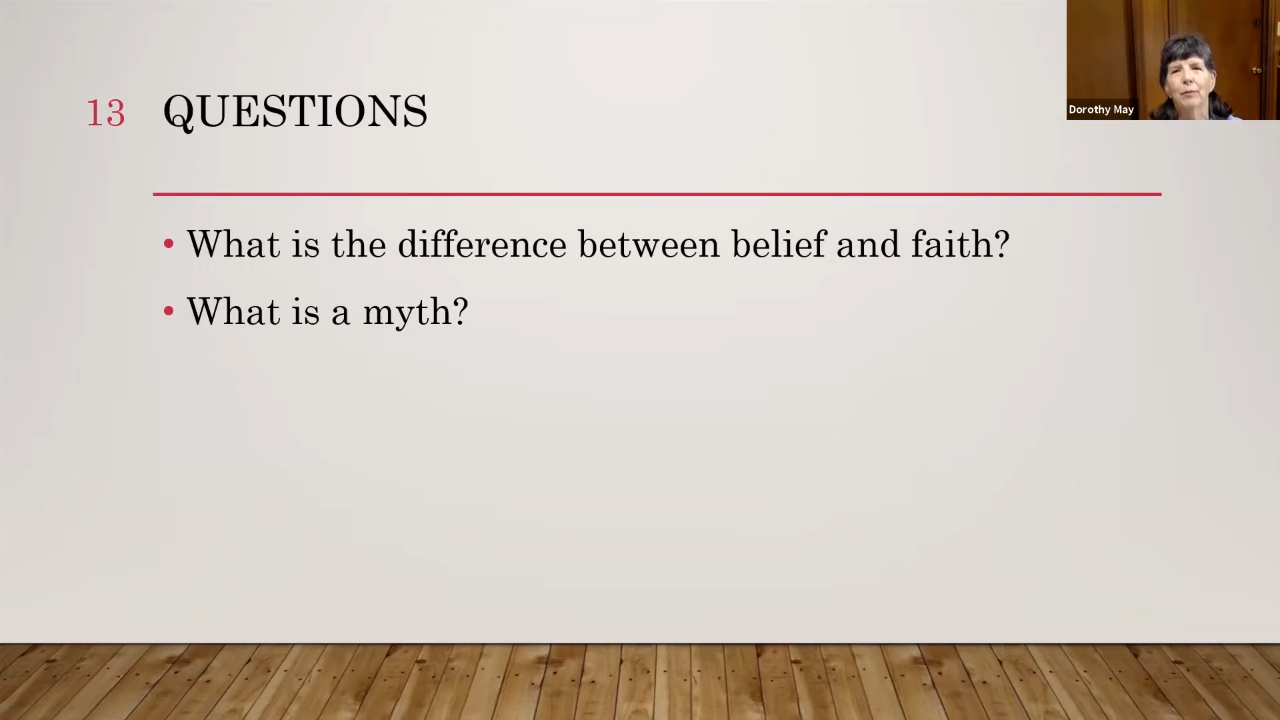 13 QUESTIONS
• What is the difference between belief and faith?
• What is a myth?
Dorothy May